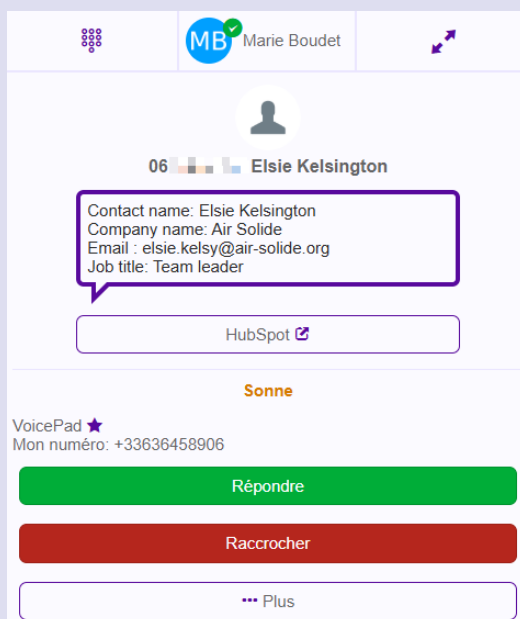 MB Marie Boudet
06 Elsie Kelsington
Contact name: Elsie Kelsington
Company name: Air Solide
Email : elsie.kelsy@air-solide.org
Job title: Team leader
HubSpot
Sonne
VoicePad
Mon numéro: +33636458906
Répondre
Raccrocher
Plus